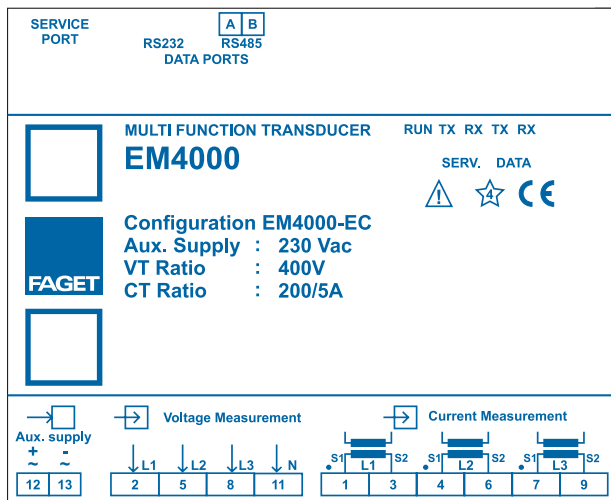 SERVICE PORT
RS232
A B
RS485
DATA PORTS
MULTI FUNCTION TRANSDUCER
EM4000
RUN TX RX TX RX
SERV. DATA
4
CE
FAGET
Configuration EM4000-EC
Aux. Supply : 230 Vac
VT Ratio : 400V
CT Ratio : 200/5A
Aux. supply
+ -
~ ~
12 13
Voltage Measurement
L1 L2 L3 N
2 5 8 11
Current Measurement
S1 L1 S2 S1 L2 S2 S1 L3 S2
1 3 4 6 7 9